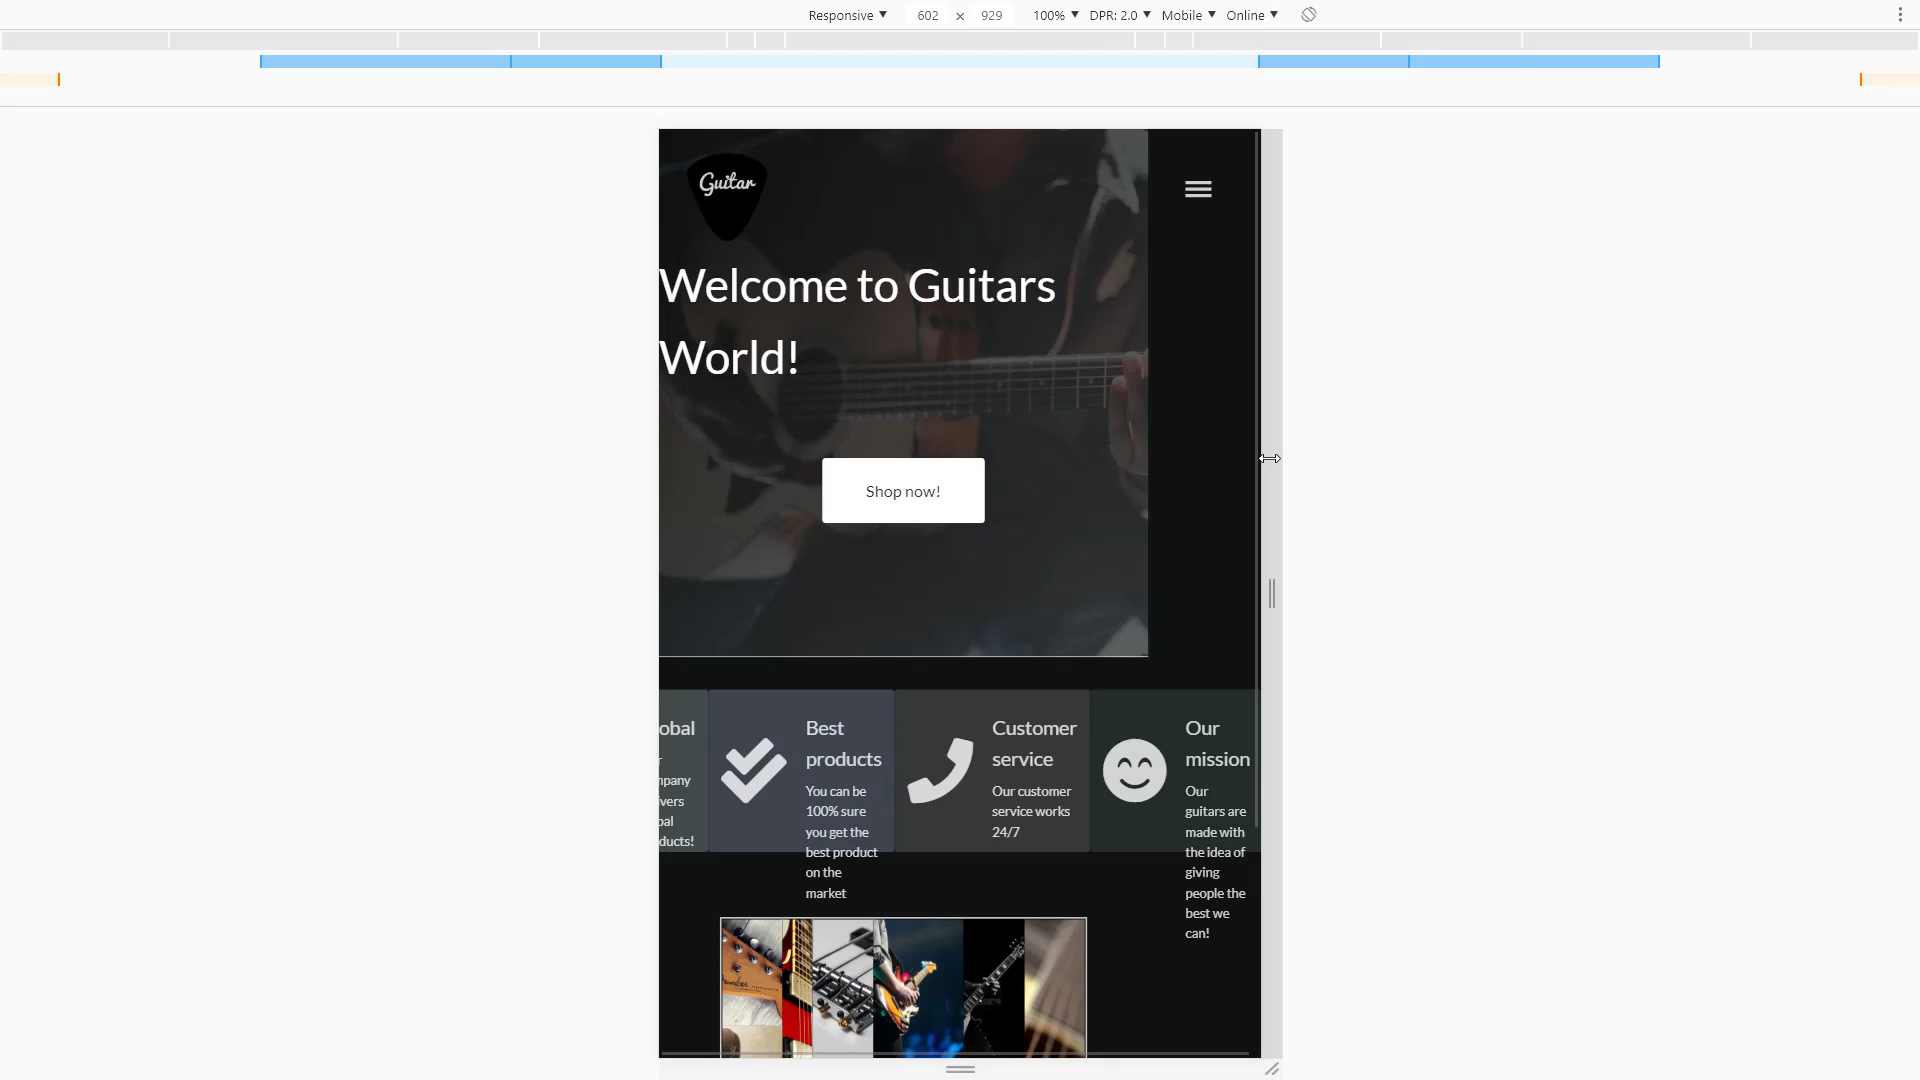 Responsive 602 × 929 100% DPR: 2.0 Mobile Online
Guitar
Welcome to Guitars
World!
Shop now!
obal
mpany
vers
bal
ducts!
Best
products
You can be
100% sure
you get the
best product
on the
market
Customer
service
Our customer
service works
24/7
Our
mission
Our
guitars are
made with
the idea of
giving
people the
best we
can!